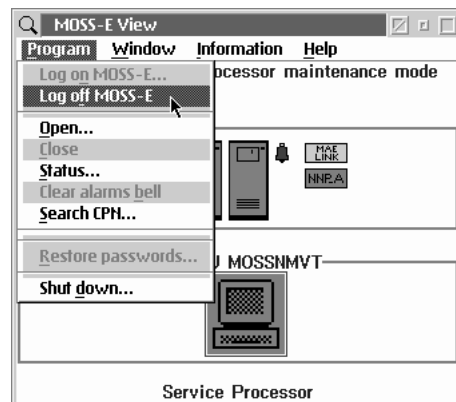 MOSS-E View
Program Window Information Help
Log on MOSS-E...
ocessor maintenance mode
Log off MOSS-E
Open...
Close
MAE
LINK
Status...
NNP.A
Clear alarms bell
Search CPN...
Restore passwords...
MOSSNMVT
Shut down...
Service Processor